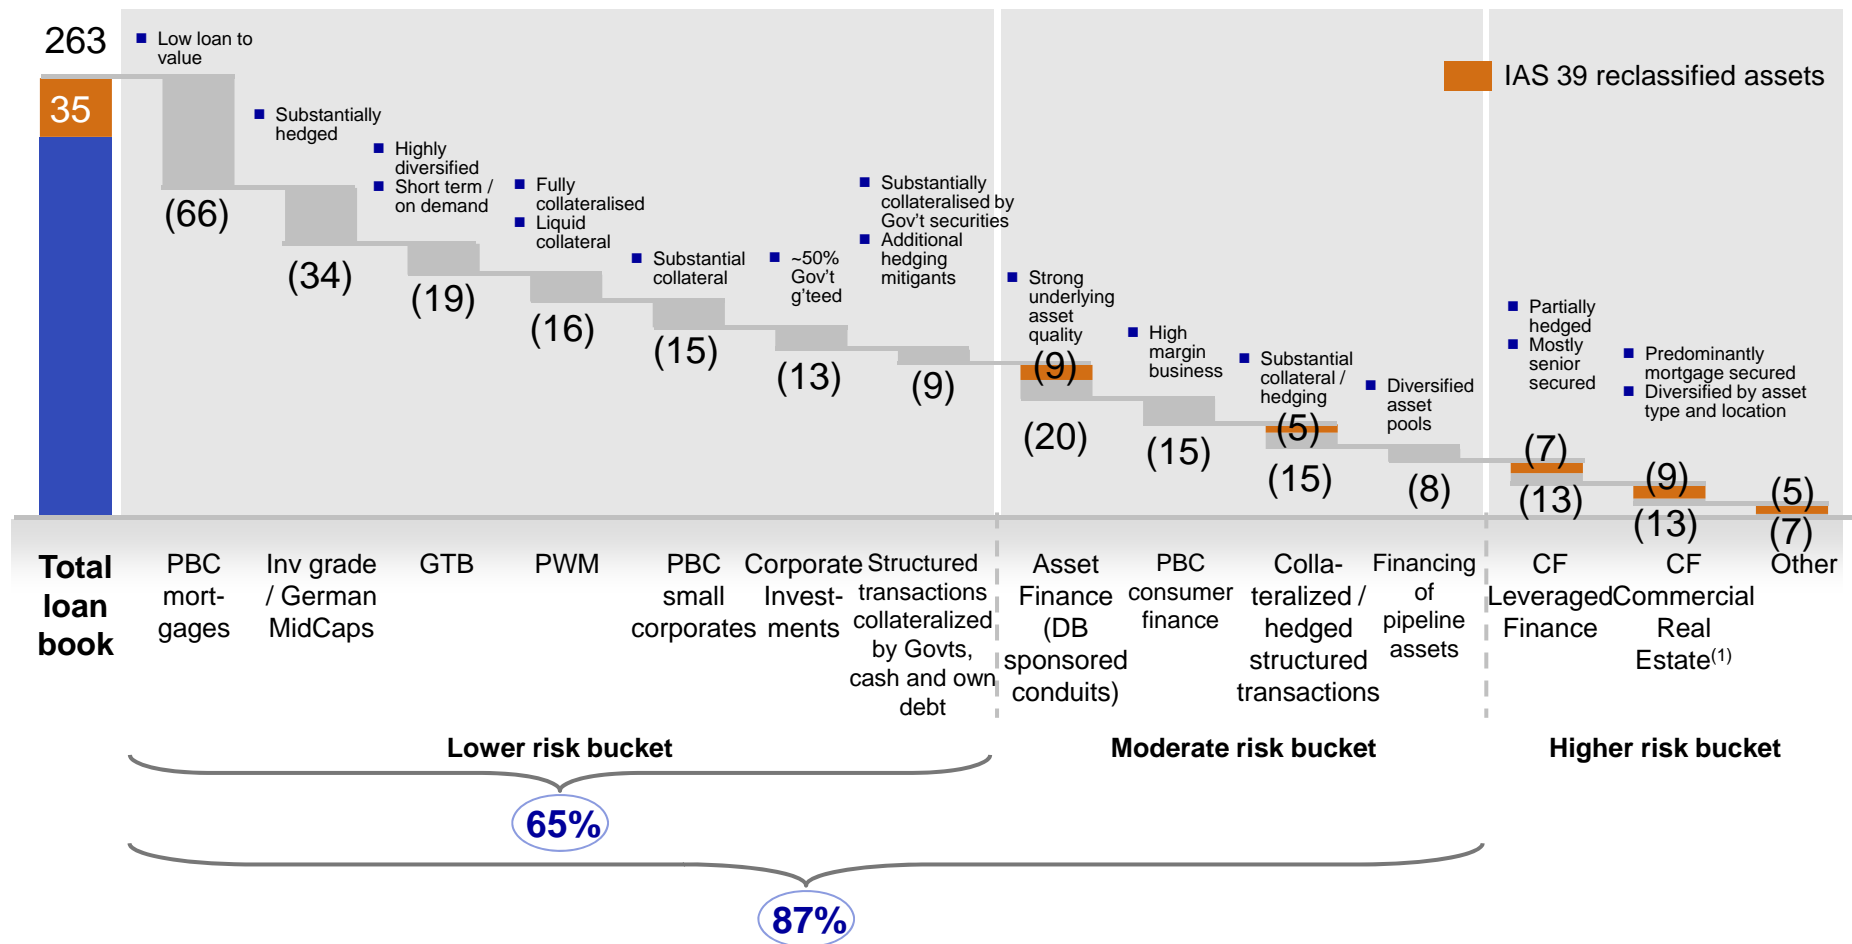 263
35
Low loan to
value
(66)
Substantially
hedged
(34)
Highly
diversified
Short term /
on demand
(19)
Fully
collateralised
Liquid
collateral
(16)
Substantial
collateral
(15)
~50%
Gov't
g'teed
(13)
Substantially
collateralised by
Gov't securities
Additional
hedging
mitigants
(9)
Strong
underlying
asset
quality
(9)
(20)
High
margin
business
(15)
Substantial
collateral /
hedging
(5)
(15)
Diversified
asset
pools
(8)
IAS 39 reclassified assets
Partially
hedged
Mostly
senior
secured
(7)
(13)
Predominantly
mortgage secured
Diversified by asset
type and location
(9)
(13)
(5)
(7)
Total
loan
book
PBC
mort-
gages
Inv grade
/ German
MidCaps
GTB
PWM
PBC
small
corporates
Corporate
Invest-
ments
Structured
transactions
collateralized
by Govts,
cash and own
debt
Asset
Finance
(DB
sponsored
conduits)
PBC
consumer
finance
Colla-
teralized /
hedged
structured
transactions
Financing
of
pipeline
assets
CF
Leveraged
Finance
CF
Commercial
Real
Estate(1)
Other
Lower risk bucket
Moderate risk bucket
Higher risk bucket
65%
87%